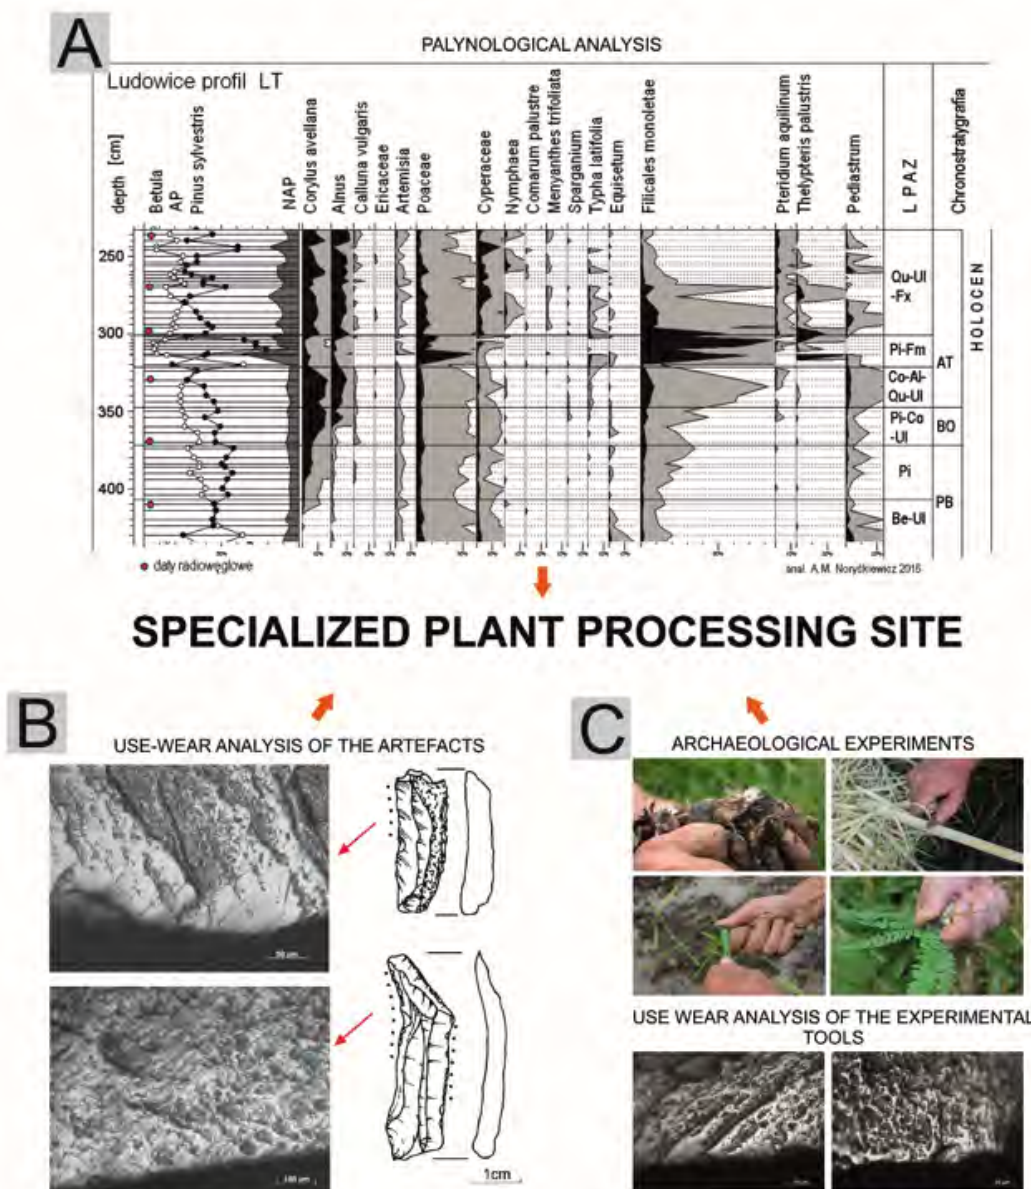 A
PALYNOLOGICAL ANALYSIS
Ludowice profil LT
depth [cm]
Betula
AP
Pinus sylvestris
NAP
Corylus avellana
Alnus
Calluna vulgaris
Ericaceae
Artemisia
Poaceae
Cyperaceae
Nymphaea
Comarum palustre
Menyanthes trifoliata
Sparganium
Typha latifolia
Equisetum
Filicales monoletae
Pteridium aquilinum
Thelypteris palustris
Pediastrum
L PAZ
Chronostratygrafia
250
300
350
400
Qu-Ul
-Fx
Pi-Fm
Co-Al-
Qu-Ul
Pi-Co
-Ul
Pi
Be-Ul
AT
BO
PB
HOLOCEN
daty radiowęglowe
anal. A.M. Noryśkiewicz 2016
SPECIALIZED PLANT PROCESSING SITE
B
USE-WEAR ANALYSIS OF THE ARTEFACTS
1cm
C
ARCHAEOLOGICAL EXPERIMENTS
USE WEAR ANALYSIS OF THE EXPERIMENTAL
TOOLS